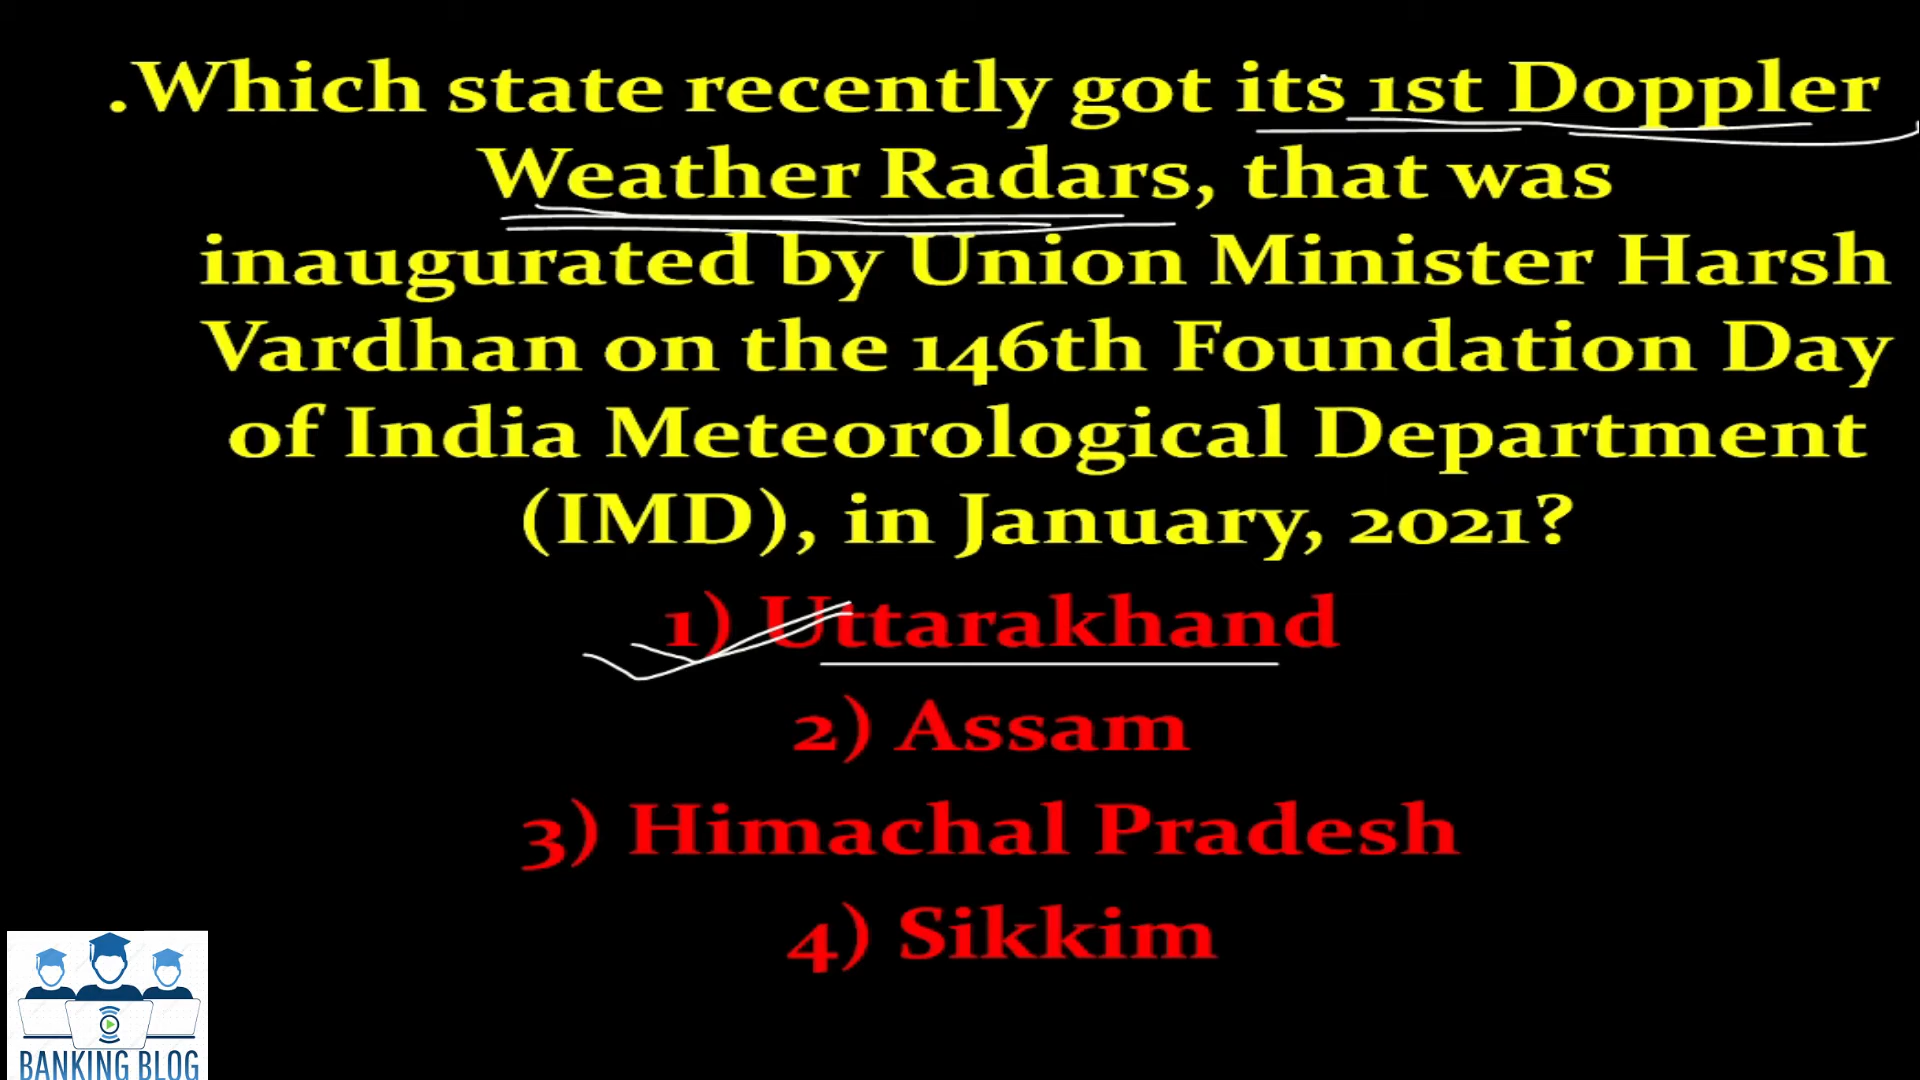 .Which state recently got its 1st Doppler
Weather Radars, that was
inaugurated by Union Minister Harsh
Vardhan on the 146th Foundation Day
of India Meteorological Department
(IMD), in January, 2021?
1) Uttarakhand
2) Assam
3) Himachal Pradesh
4) Sikkim
BANKING BLOG